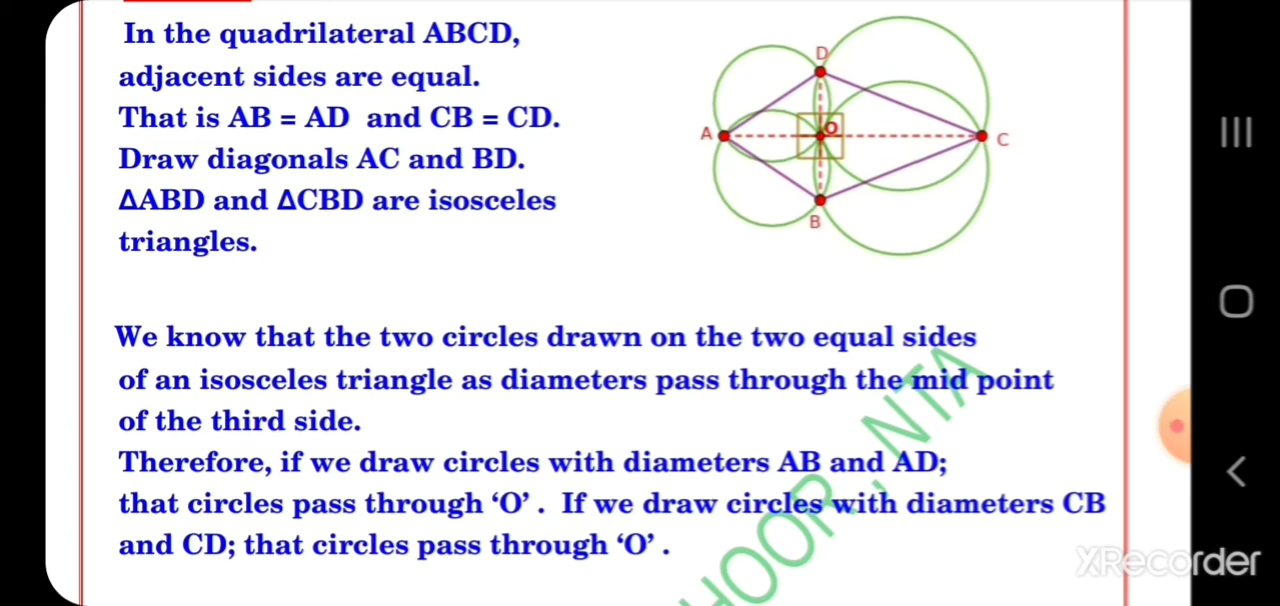 In the quadrilateral ABCD,
adjacent sides are equal.
That is AB = AD and CB = CD.
Draw diagonals AC and BD.
ΔABD and ΔCBD are isosceles
triangles.
D
A
O
C
B
We know that the two circles drawn on the two equal sides
of an isosceles triangle as diameters pass through the mid point
of the third side.
Therefore, if we draw circles with diameters AB and AD;
that circles pass through ‘O’ . If we draw circles with diameters CB
and CD; that circles pass through ‘O’ .
HOOR , NTA
XRecorder